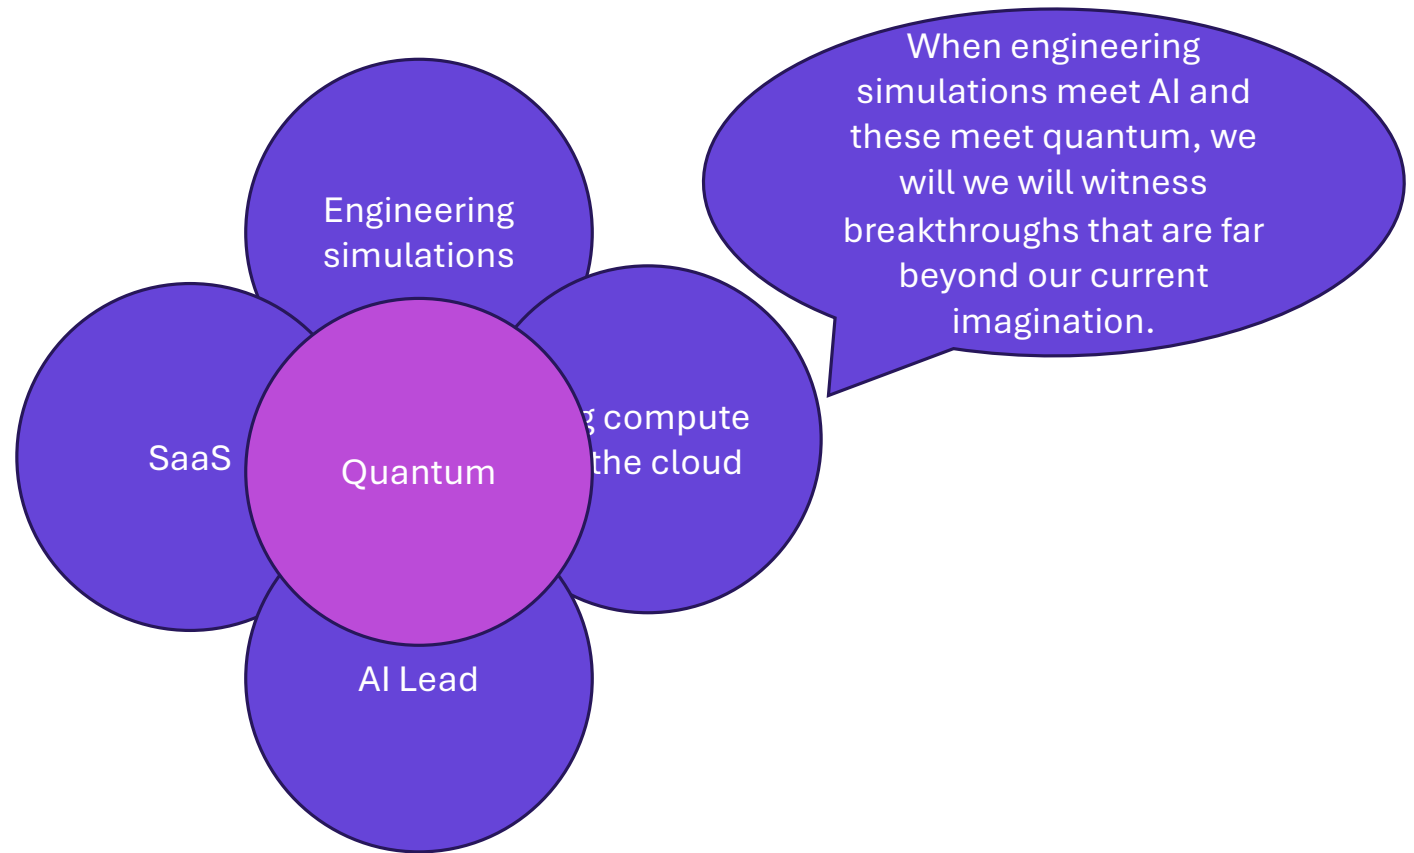 When engineering
simulations meet AI and
these meet quantum, we
will we will witness
breakthroughs that are far
beyond our current
imagination.
Engineering
simulations
SaaS
Quantum
compute
the cloud
AI Lead